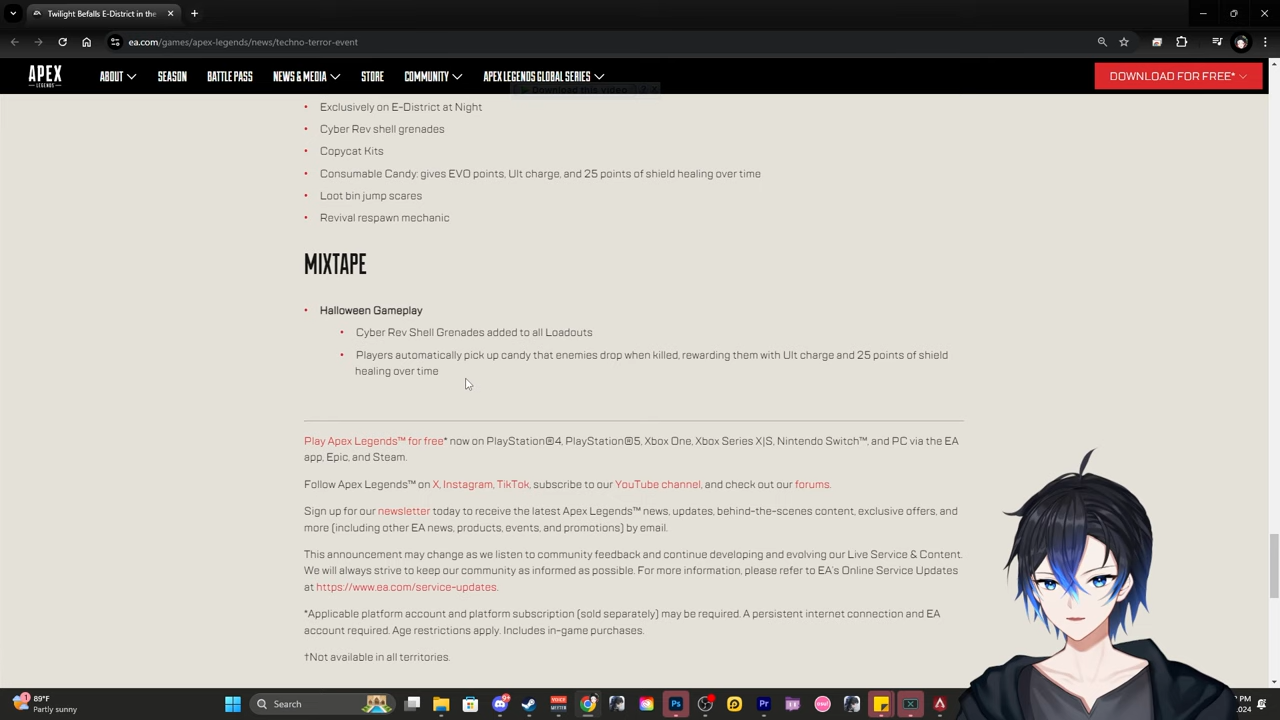 Twilight Befalls E-District in the
ea.com/games/apex-legends/news/techno-terror-event
APEX
LEGENDS
ABOUT
SEASON
BATTLE PASS
NEWS & MEDIA
STORE
COMMUNITY
APEX LEGENDS GLOBAL SERIES
DOWNLOAD FOR FREE*
Download this video
• Exclusively on E-District at Night
• Cyber Rev shell grenades
• Copycat Kits
• Consumable Candy: gives EVO points, Ult charge, and 25 points of shield healing over time
• Loot bin jump scares
• Revival respawn mechanic
MIXTAPE
• Halloween Gameplay
• Cyber Rev Shell Grenades added to all Loadouts
• Players automatically pick up candy that enemies drop when killed, rewarding them with Ult charge and 25 points of shield
healing over time
Play Apex Legends™ for free* now on PlayStation®4, PlayStation®5, Xbox One, Xbox Series X|S, Nintendo Switch™, and PC via the EA
app, Epic, and Steam.
Follow Apex Legends™ on X, Instagram, TikTok, subscribe to our YouTube channel, and check out our forums.
Sign up for our newsletter today to receive the latest Apex Legends™ news, updates, behind-the-scenes content, exclusive offers, and
more (including other EA news, products, events, and promotions) by email.
This announcement may change as we listen to community feedback and continue developing and evolving our Live Service & Content.
We will always strive to keep our community as informed as possible. For more information, please refer to EA's Online Service Updates
at https://www.ea.com/service-updates.
*Applicable platform account and platform subscription (sold separately) may be required. A persistent internet connection and EA
account required. Age restrictions apply. Includes in-game purchases.
†Not available in all territories.
1
89°F
Partly sunny
Search